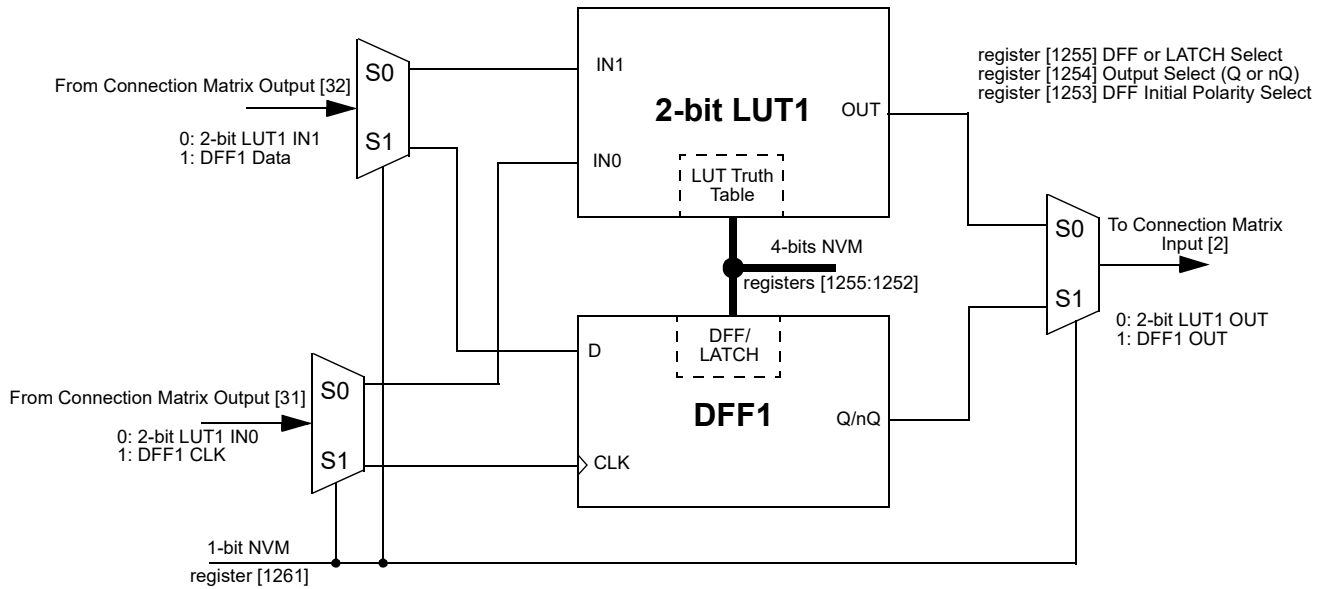 register [1255] DFF or LATCH Select
register [1254] Output Select (Q or nQ)
register [1253] DFF Initial Polarity Select
From Connection Matrix Output [32]
0: 2-bit LUT1 IN1
1: DFF1 Data
S0
S1
IN1
IN0
2-bit LUT1
OUT
LUT Truth
Table
4-bits NVM
registers [1255:1252]
S0
S1
To Connection Matrix
Input [2]
0: 2-bit LUT1 OUT
1: DFF1 OUT
From Connection Matrix Output [31]
0: 2-bit LUT1 IN0
1: DFF1 CLK
S0
S1
D
DFF/
LATCH
DFF1
Q/nQ
CLK
1-bit NVM
register [1261]